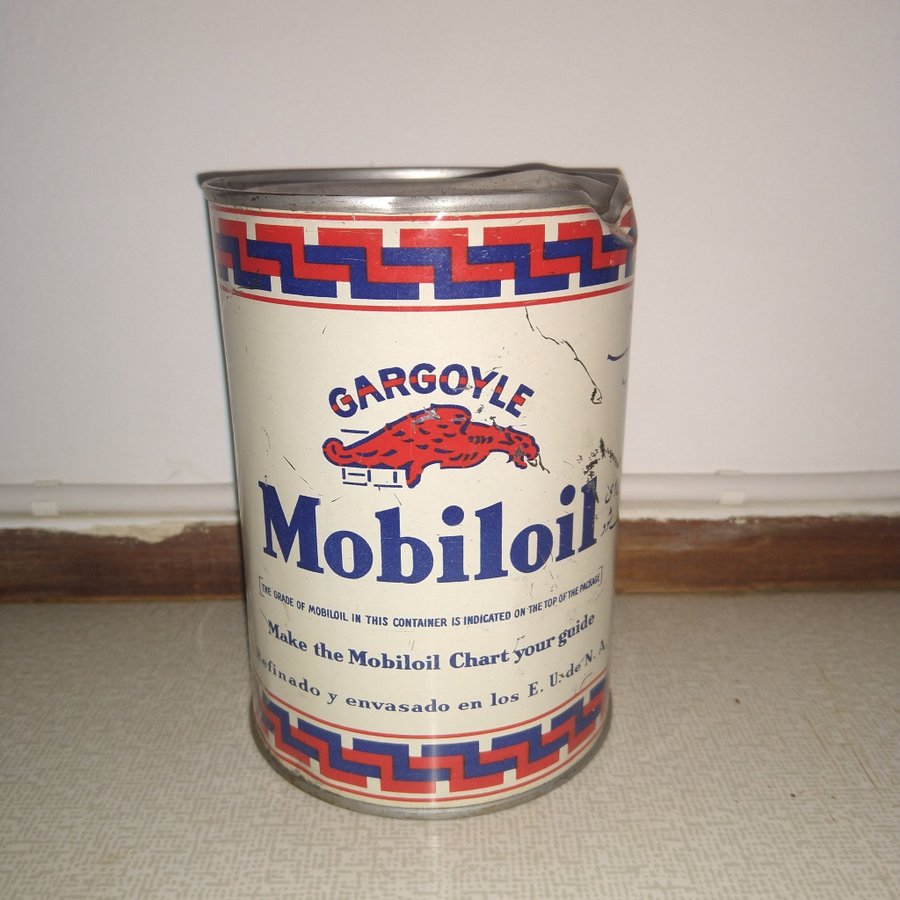 GARGOYLE
Mobiloil
THE GRADE OF MOBILOIL IN THIS CONTAINER IS INDICATED ON THE TOP OF THE PACKAGE
Make the Mobiloil Chart your guide
Refinado y envasado en los E. U. de N. A.